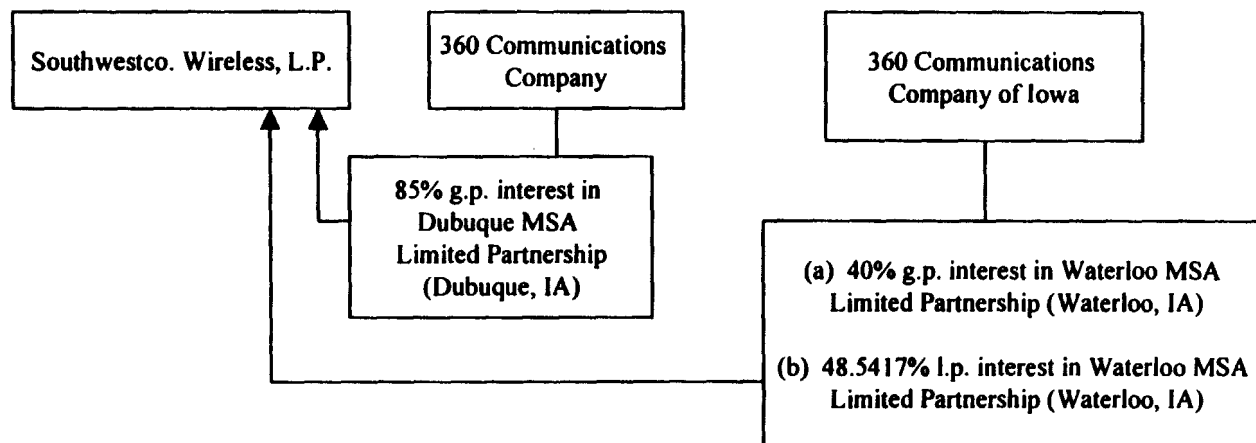 Southwestco. Wireless, L.P.
360 Communications
Company
360 Communications
Company of Iowa
85% g.p. interest in
Dubuque MSA
Limited Partnership
(Dubuque, IA)
(a) 40% g.p. interest in Waterloo MSA
Limited Partnership (Waterloo, IA)
(b) 48.5417% l.p. interest in Waterloo MSA
Limited Partnership (Waterloo, IA)